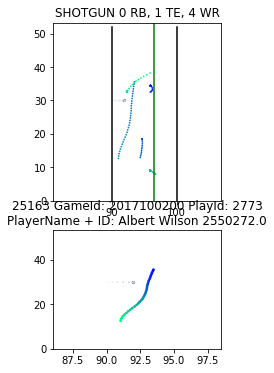 SHOTGUN 0 RB, 1 TE, 4 WR
50
40
30
20
10
0
90
100
25163 GameId: 2017100200 PlayId: 2773
PlayerName + ID: Albert Wilson 2550272.0
40
20
0
87.5 90.0 92.5 95.0 97.5